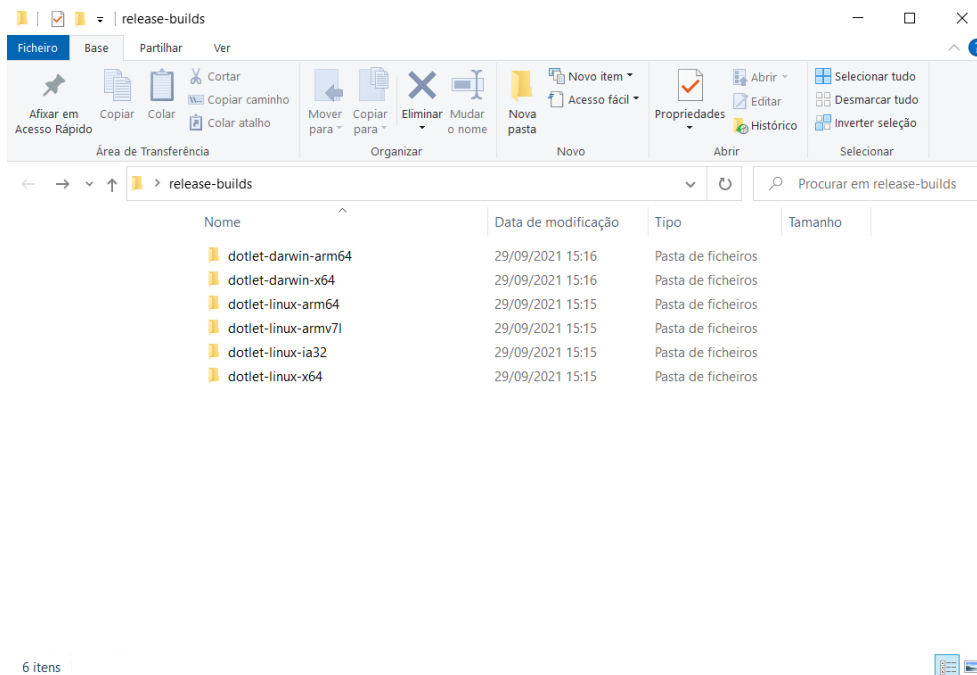 release-builds
Ficheiro Base Partilhar Ver
Afixar em Acesso Rápido
Copiar
Colar
Cortar
Copiar caminho
Colar atalho
Área de Transferência
Mover para
Copiar para
Eliminar
Mudar o nome
Organizar
Nova pasta
Novo item
Acesso fácil
Novo
Propriedades
Abrir
Editar
Histórico
Abrir
Selecionar tudo
Desmarcar tudo
Inverter seleção
Selecionar
release-builds
Procurar em release-builds
Nome Data de modificação Tipo Tamanho
dotlet-darwin-arm64 29/09/2021 15:16 Pasta de ficheiros
dotlet-darwin-x64 29/09/2021 15:16 Pasta de ficheiros
dotlet-linux-arm64 29/09/2021 15:15 Pasta de ficheiros
dotlet-linux-armv7l 29/09/2021 15:15 Pasta de ficheiros
dotlet-linux-ia32 29/09/2021 15:15 Pasta de ficheiros
dotlet-linux-x64 29/09/2021 15:15 Pasta de ficheiros
6 itens